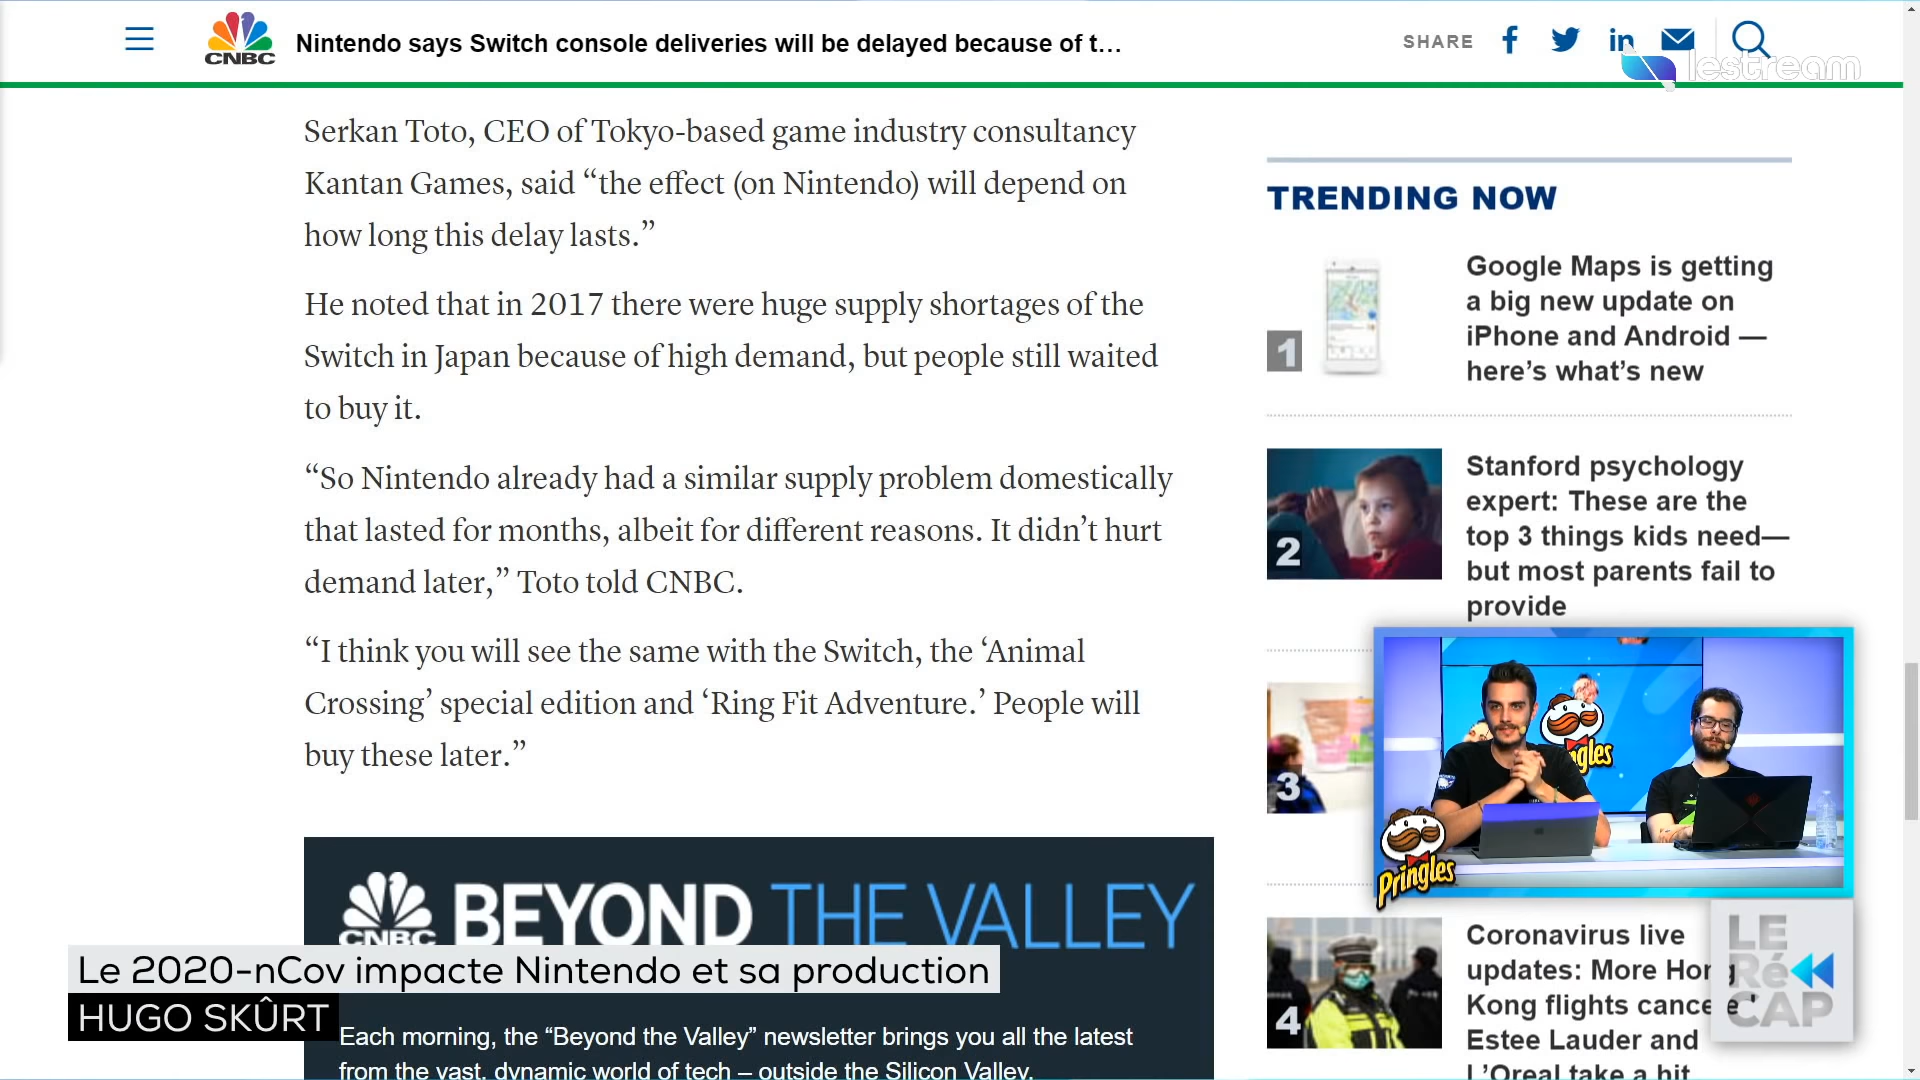 CNBC
Nintendo says Switch console deliveries will be delayed because of t...
SHARE
lestream
Serkan Toto, CEO of Tokyo-based game industry consultancy
Kantan Games, said “the effect (on Nintendo) will depend on
how long this delay lasts.”
He noted that in 2017 there were huge supply shortages of the
Switch in Japan because of high demand, but people still waited
to buy it.
“So Nintendo already had a similar supply problem domestically
that lasted for months, albeit for different reasons. It didn’t hurt
demand later,” Toto told CNBC.
“I think you will see the same with the Switch, the ‘Animal
Crossing’ special edition and ‘Ring Fit Adventure.’ People will
buy these later.”
CNBC
BEYOND THE VALLEY
Each morning, the “Beyond the Valley” newsletter brings you all the latest
from the vast, dynamic world of tech – outside the Silicon Valley.
TRENDING NOW
1
Google Maps is getting
a big new update on
iPhone and Android —
here’s what’s new
2
Stanford psychology
expert: These are the
top 3 things kids need—
but most parents fail to
provide
3
4
Coronavirus live
updates: More Hong
Kong flights
Estee Lauder and
L’Oreal take a hit
Pringles
LE
Ré
CAP
Le 2020-nCov impacte Nintendo et sa production
HUGO SKÛRT